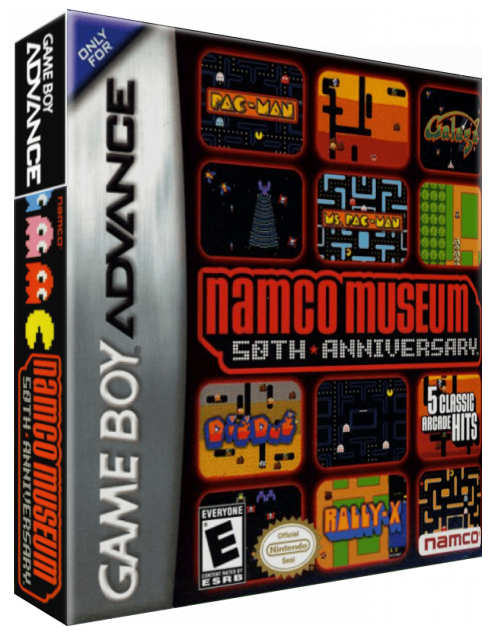 GAME BOY
ADVANCE
namco
namco MUSEUM
50TH ★ ANNIVERSARY
ONLY
FOR
GAME BOY ADVANCE
PAC-MAN
Galaga
MS. PAC-MAN
namco MUSEUM
50TH ★ ANNIVERSARY
DIG DUG
5 CLASSIC
ARCADE HITS
EVERYONE
E
CONTENT RATED BY
ESRB
Official
Nintendo
Seal
RALLY-X
namco